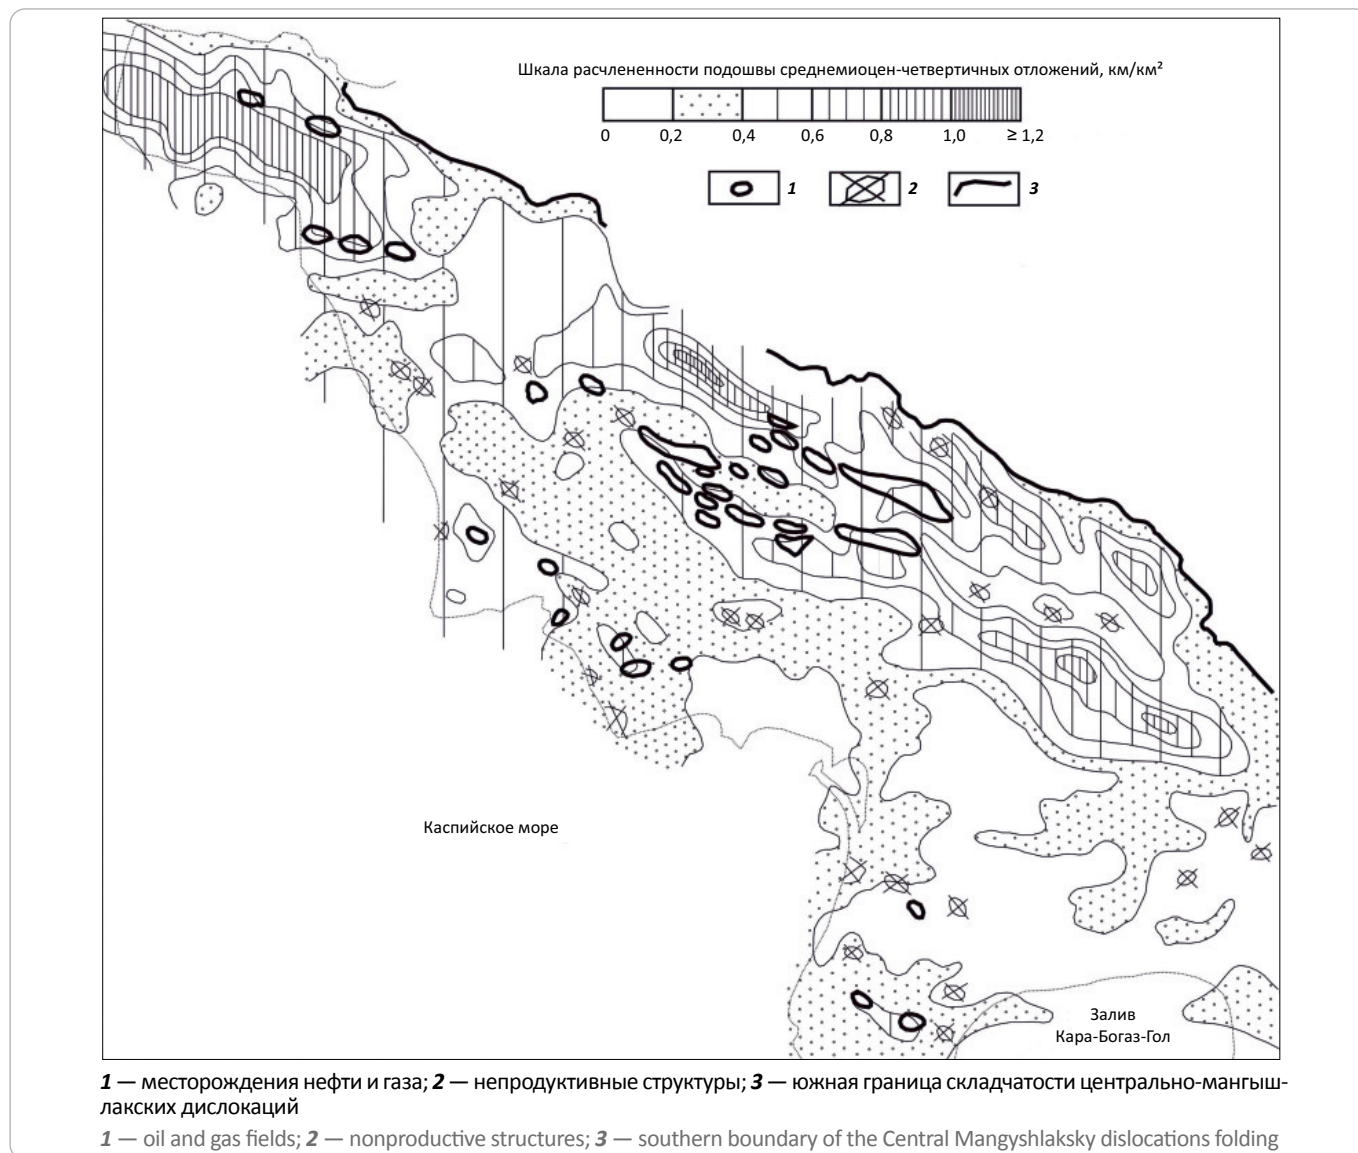 Шкала расчлененности подошвы среднемиоцен-четвертичных отложений, км/км²
0 0,2 0,4 0,6 0,8 1,0 ≥ 1,2
1 2 3
Каспийское море
Залив
Кара-Богаз-Гол
1 — месторождения нефти и газа; 2 — непродуктивные структуры; 3 — южная граница складчатости центрально-мангыш-
лакских дислокаций
1 — oil and gas fields; 2 — nonproductive structures; 3 — southern boundary of the Central Mangyshlaksky dislocations folding